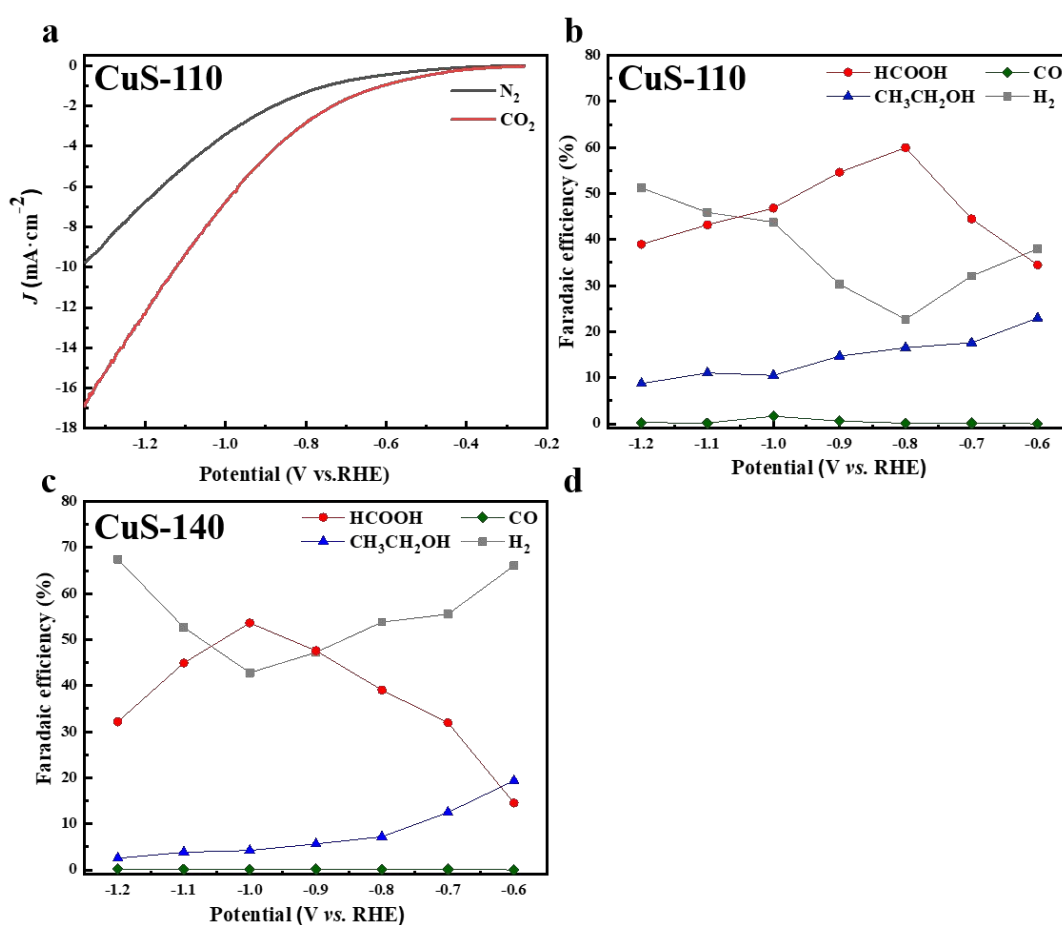 a
CuS-110
N2
CO2
J (mA·cm−2)
0
-2
-4
-6
-8
-10
-12
-14
-16
-18
-1.2 -1.0 -0.8 -0.6 -0.4 -0.2
Potential (V vs.RHE)
b
CuS-110
HCOOH CO
CH3CH2OH H2
Faradaic efficiency (%)
80
70
60
50
40
30
20
10
0
-1.2 -1.1 -1.0 -0.9 -0.8 -0.7 -0.6
Potential (V vs. RHE)
c
CuS-140
HCOOH CO
CH3CH2OH H2
Faradaic efficiency (%)
80
70
60
50
40
30
20
10
0
-1.2 -1.1 -1.0 -0.9 -0.8 -0.7 -0.6
Potential (V vs. RHE)
d